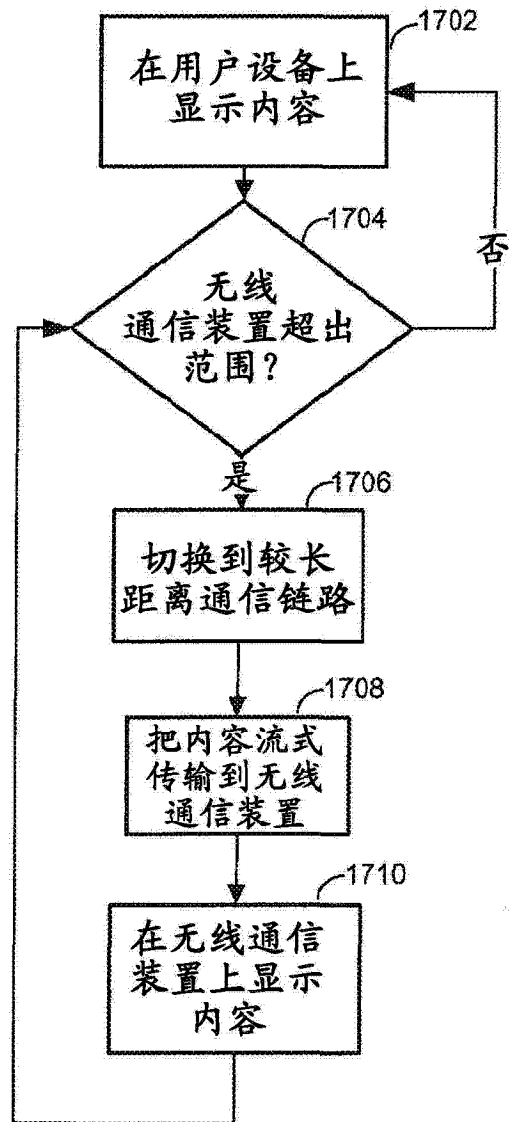 1702
在用户设备上
显示内容
1704
无线
通信装置超出
范围?
否
是
1706
切换到较长
距离通信链路
1708
把内容流式
传输到无线
通信装置
1710
在无线通信
装置上显示
内容